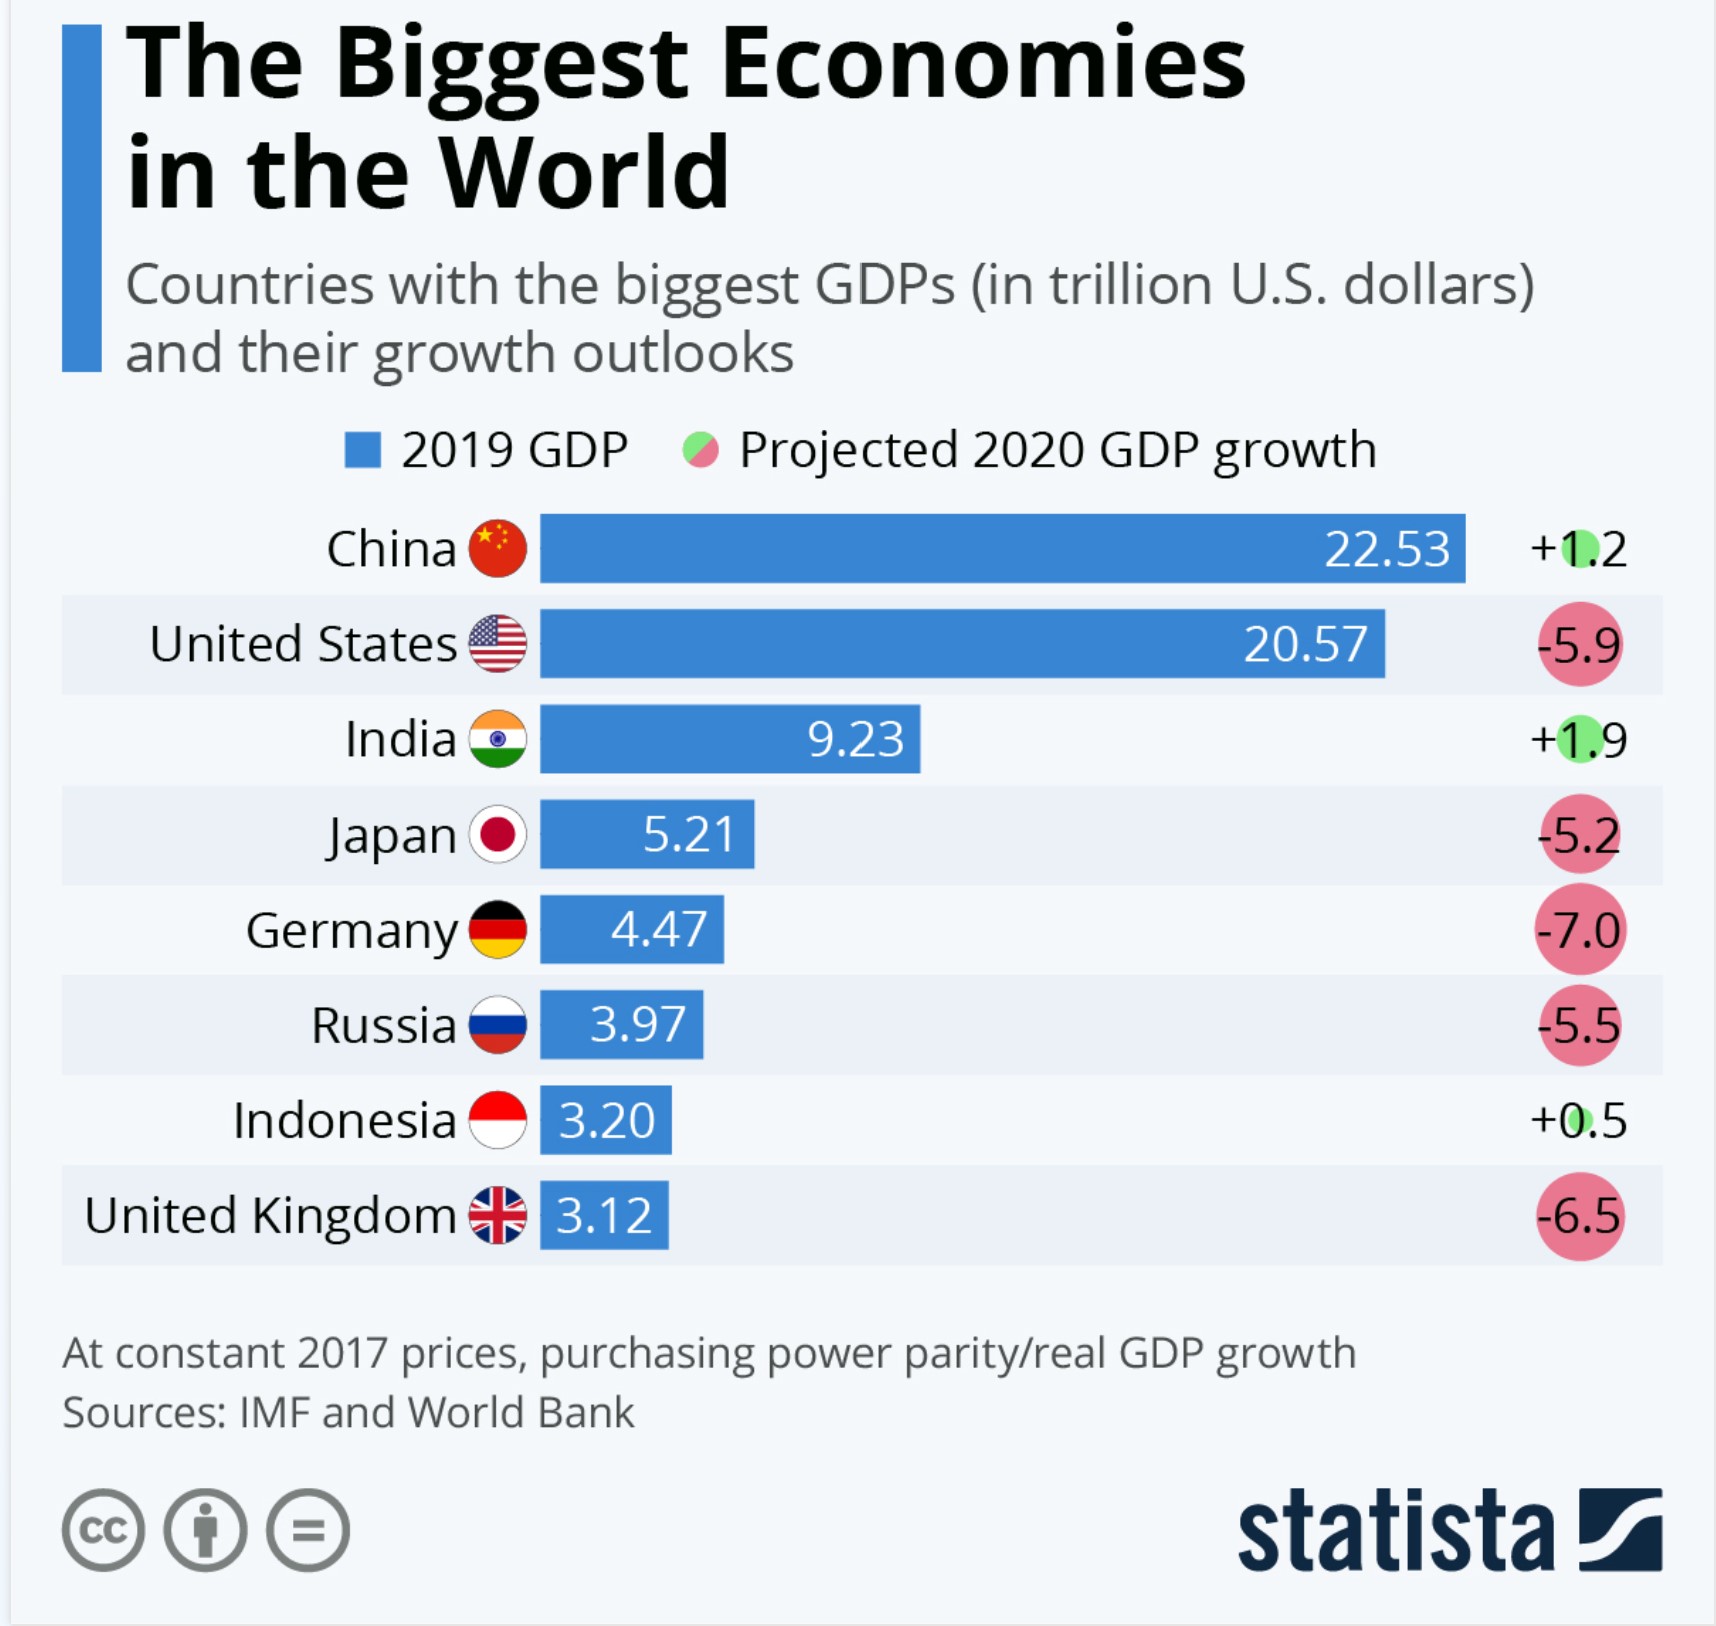 The Biggest Economies
in the World
Countries with the biggest GDPs (in trillion U.S. dollars)
and their growth outlooks
2019 GDP Projected 2020 GDP growth
China 22.53 +1.2
United States 20.57 -5.9
India 9.23 +1.9
Japan 5.21 -5.2
Germany 4.47 -7.0
Russia 3.97 -5.5
Indonesia 3.20 +0.5
United Kingdom 3.12 -6.5
At constant 2017 prices, purchasing power parity/real GDP growth
Sources: IMF and World Bank
cc = statista